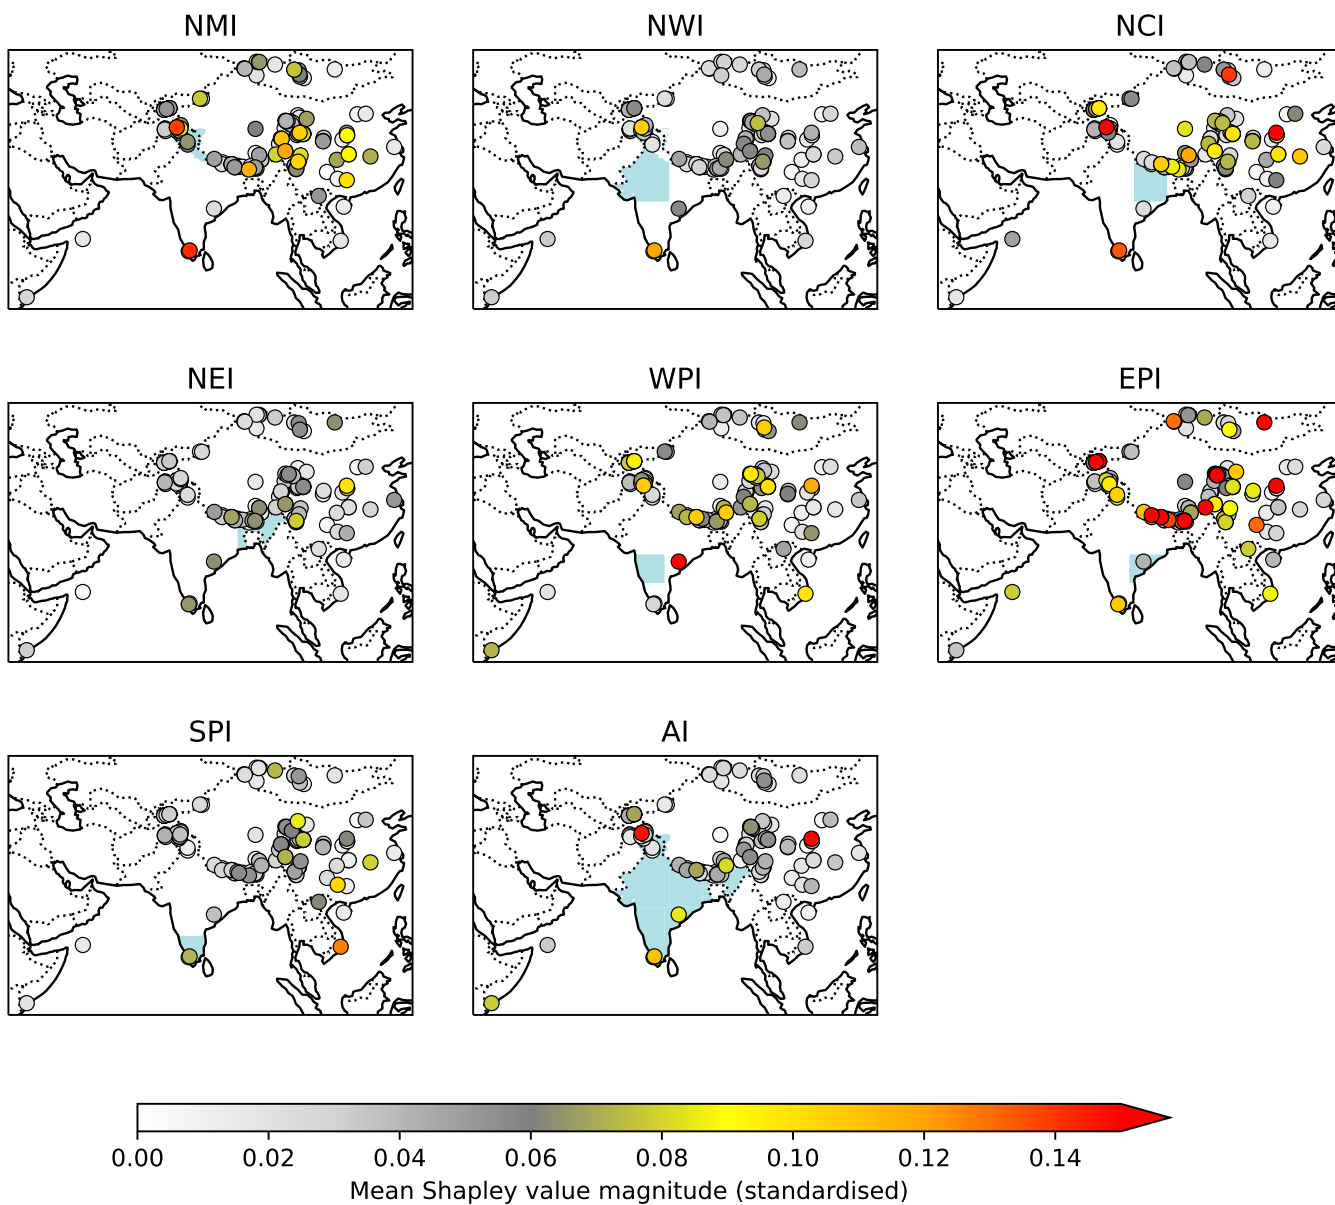 NMI NWI NCI
NEI WPI EPI
SPI AI
0.00 0.02 0.04 0.06 0.08 0.10 0.12 0.14
Mean Shapley value magnitude (standardised)